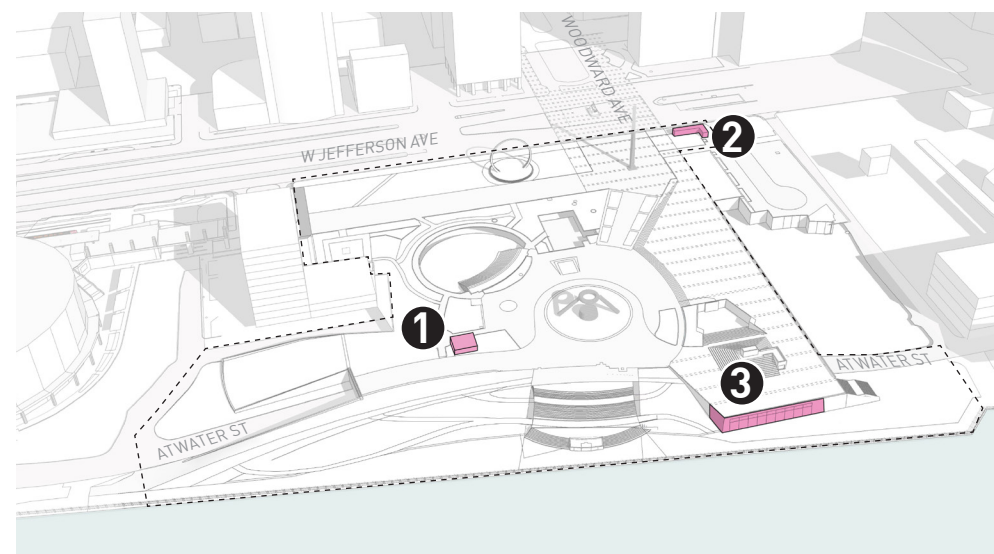 WOODWARD AVE
W JEFFERSON AVE
2
1
ATWATER ST
3
ATWATER ST